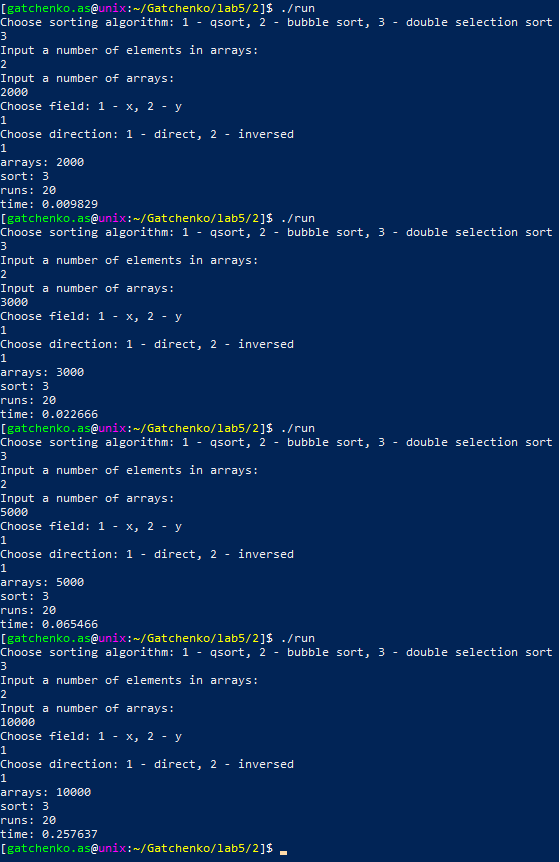 [gatchenko.as@unix:~/Gatchenko/lab5/2]$ ./run
Choose sorting algorithm: 1 - qsort, 2 - bubble sort, 3 - double selection sort
3
Input a number of elements in arrays:
2
Input a number of arrays:
2000
Choose field: 1 - x, 2 - y
1
Choose direction: 1 - direct, 2 - inversed
1
arrays: 2000
sort: 3
runs: 20
time: 0.009829
[gatchenko.as@unix:~/Gatchenko/lab5/2]$ ./run
Choose sorting algorithm: 1 - qsort, 2 - bubble sort, 3 - double selection sort
3
Input a number of elements in arrays:
2
Input a number of arrays:
3000
Choose field: 1 - x, 2 - y
1
Choose direction: 1 - direct, 2 - inversed
1
arrays: 3000
sort: 3
runs: 20
time: 0.022666
[gatchenko.as@unix:~/Gatchenko/lab5/2]$ ./run
Choose sorting algorithm: 1 - qsort, 2 - bubble sort, 3 - double selection sort
3
Input a number of elements in arrays:
2
Input a number of arrays:
5000
Choose field: 1 - x, 2 - y
1
Choose direction: 1 - direct, 2 - inversed
1
arrays: 5000
sort: 3
runs: 20
time: 0.065466
[gatchenko.as@unix:~/Gatchenko/lab5/2]$ ./run
Choose sorting algorithm: 1 - qsort, 2 - bubble sort, 3 - double selection sort
3
Input a number of elements in arrays:
2
Input a number of arrays:
10000
Choose field: 1 - x, 2 - y
1
Choose direction: 1 - direct, 2 - inversed
1
arrays: 10000
sort: 3
runs: 20
time: 0.257637
[gatchenko.as@unix:~/Gatchenko/lab5/2]$